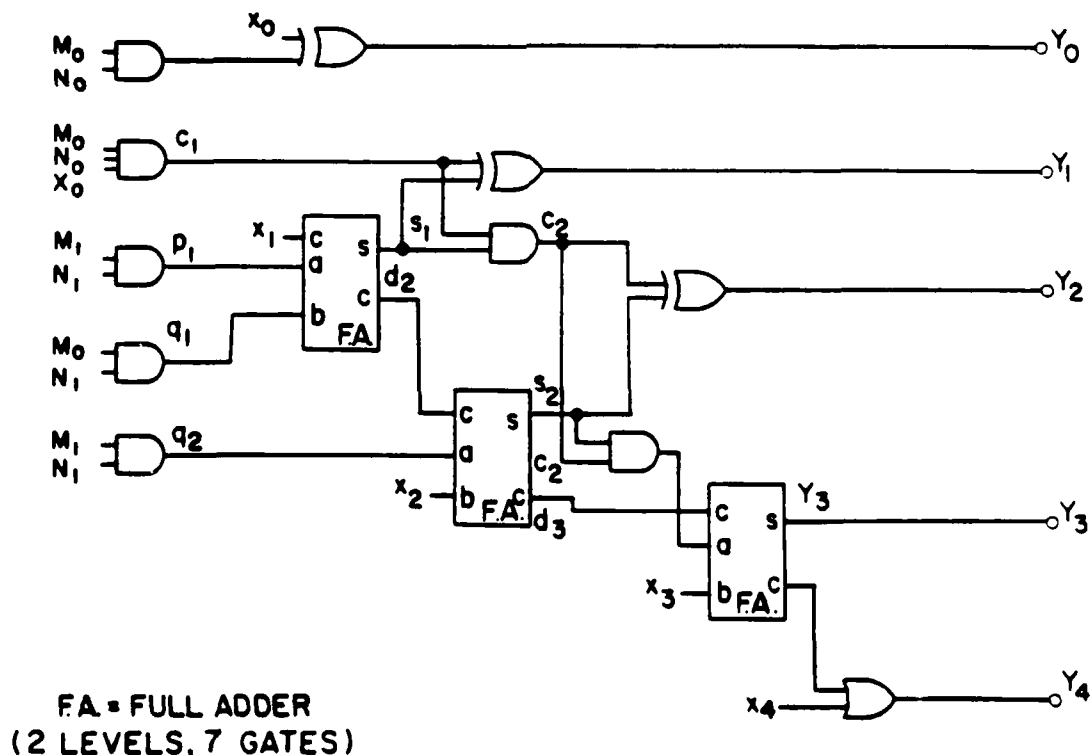 X0
M0
N0
Y0
M0
N0
X0
C1
Y1
M1
N1
p1
X1
c
a
b
s
c
F.A.
S1
d2
C2
Y2
M0
N1
q1
M1
N1
q2
X2
c
a
b
s
c
F.A.
S2
C2
d3
X3
c
a
b
s
c
F.A.
Y3
Y3
X4
Y4
F.A. = FULL ADDER
(2 LEVELS, 7 GATES)